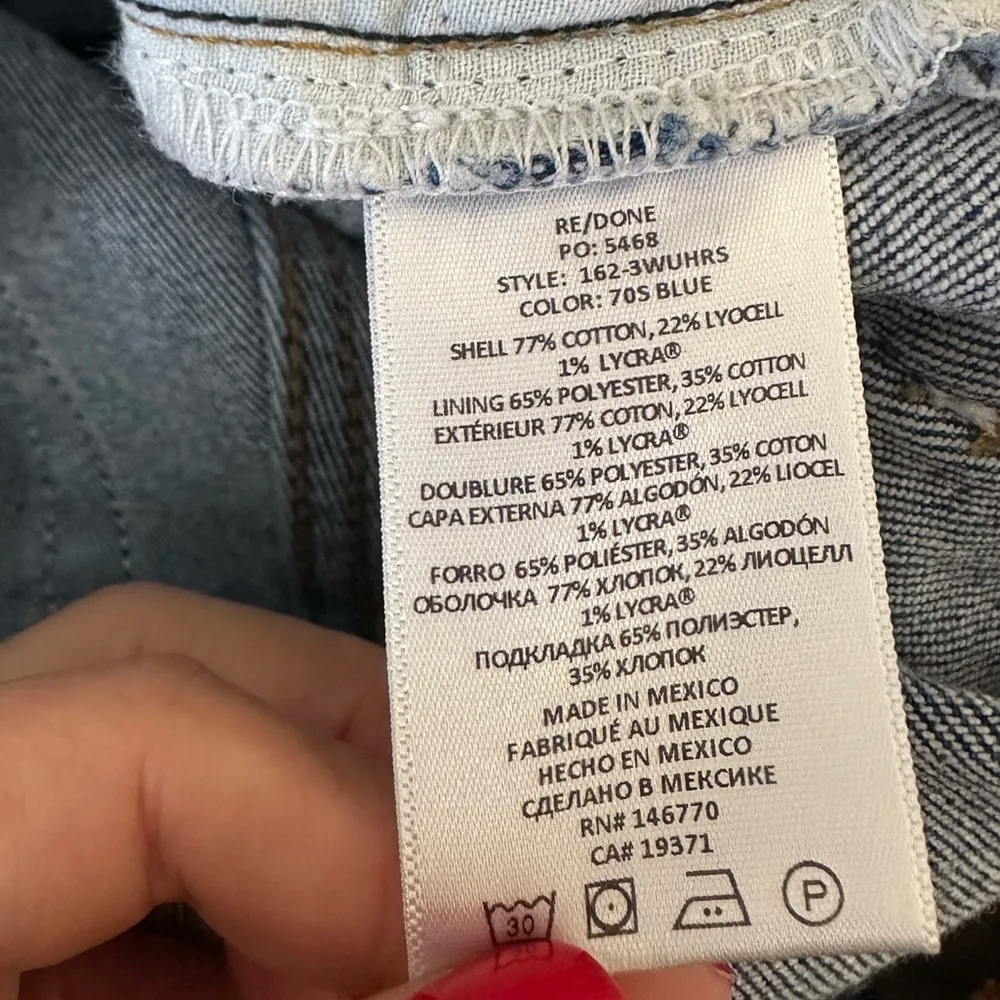 RE/DONE
PO: 5468
STYLE: 162-3WUHRS
COLOR: 70S BLUE
SHELL 77% COTTON, 22% LYOCELL
1% LYCRA®
LINING 65% POLYESTER, 35% COTTON
EXTÉRIEUR 77% COTON, 22% LYOCELL
1% LYCRA®
DOUBLURE 65% POLYESTER, 35% COTON
CAPA EXTERNA 77% ALGODÓN, 22% LIOCEL
1% LYCRA®
FORRO 65% POLIÉSTER, 35% ALGODÓN
ОБОЛОЧКА 77% ХЛОПОК, 22% ЛИОЦЕЛЛ
1% LYCRA®
ПОДКЛАДКА 65% ПОЛИЭСТЕР,
35% ХЛОПОК
MADE IN MEXICO
FABRIQUÉ AU MEXIQUE
HECHO EN MEXICO
СДЕЛАНО В МЕКСИКЕ
RN# 146770
CA# 19371
30 P